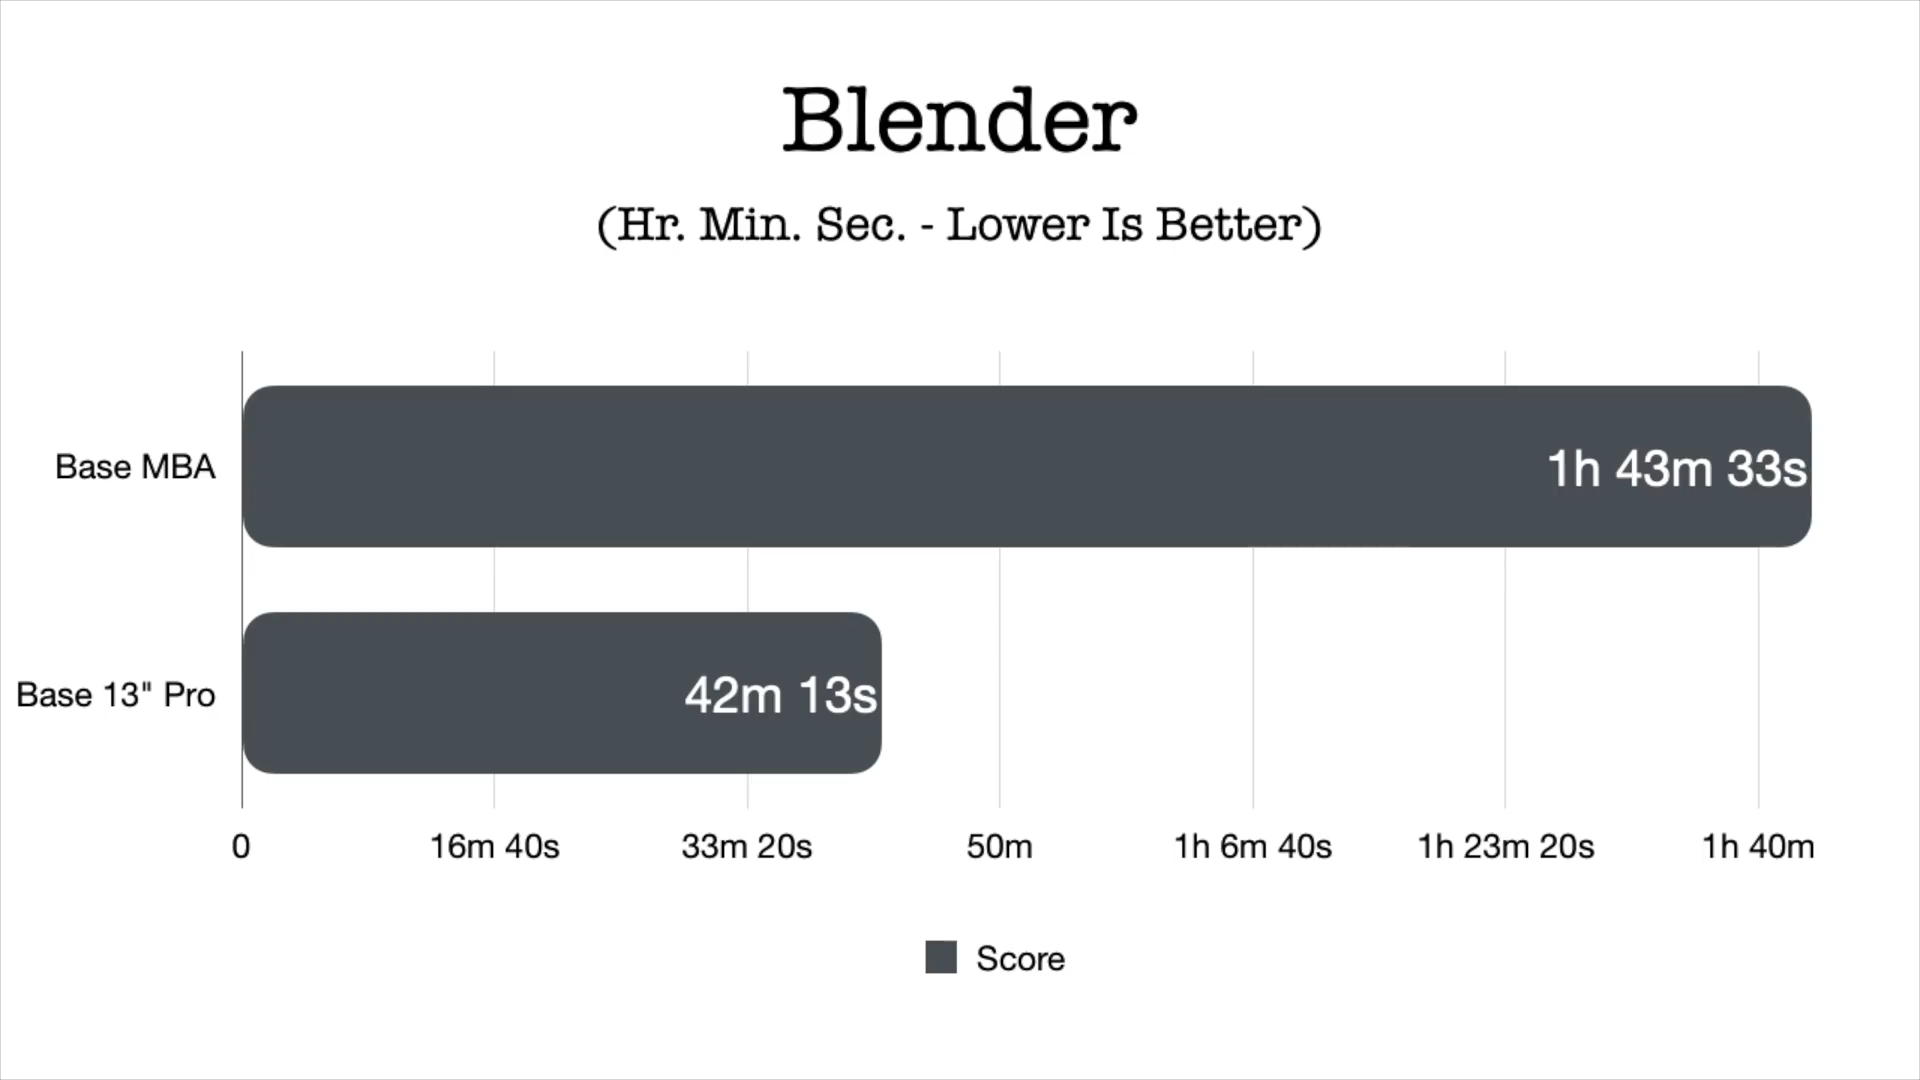 Blender
(Hr. Min. Sec. - Lower Is Better)
Base MBA
1h 43m 33s
Base 13" Pro
42m 13s
0
16m 40s
33m 20s
50m
1h 6m 40s
1h 23m 20s
1h 40m
Score